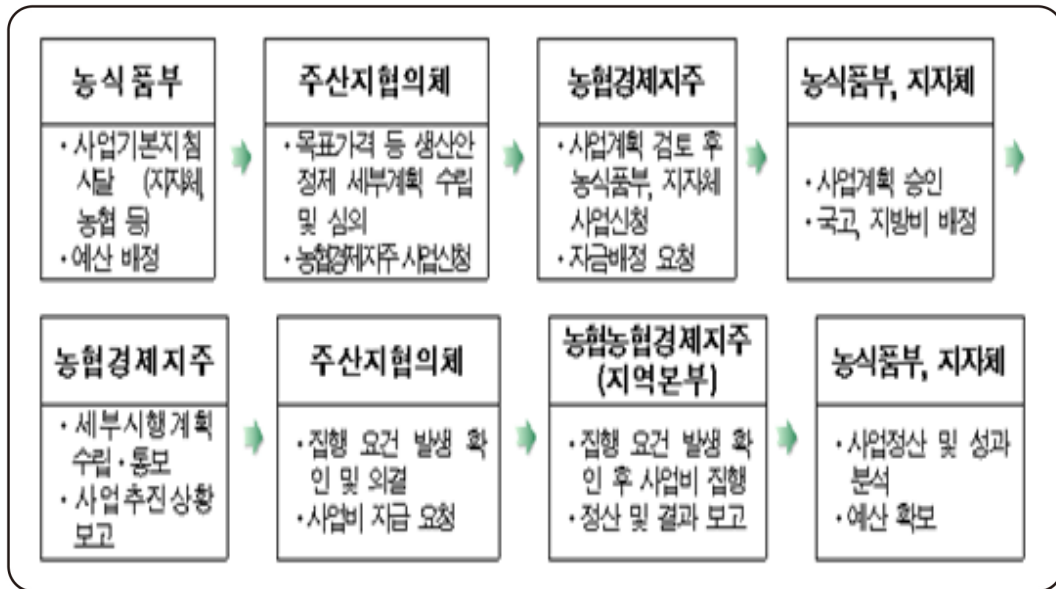 농식품부
· 사업기본지침
시달 (지자체,
농협 등)
· 예산 배정
주산지협의체
· 목표가격 등 생산안
정제 세부계획 수립
및 심의
· 농협경제지주 사업신청
농협경제지주
· 사업계획 검토 후
농식품부, 지자체
사업신청
· 자금배정 요청
농식품부, 지자체
· 사업계획 승인
· 국고, 지방비 배정
농협경제지주
· 세부시행계획
수립·통보
· 사업추진상황
보고
주산지협의체
· 집행 요건 발생 확
인 및 의결
· 사업비 지급 요청
농협농협경제지주
(지역본부)
· 집행 요건 발생 확
인 후 사업비 집행
· 정산 및 결과 보고
농식품부, 지자체
· 사업정산 및 성과
분석
· 예산 확보